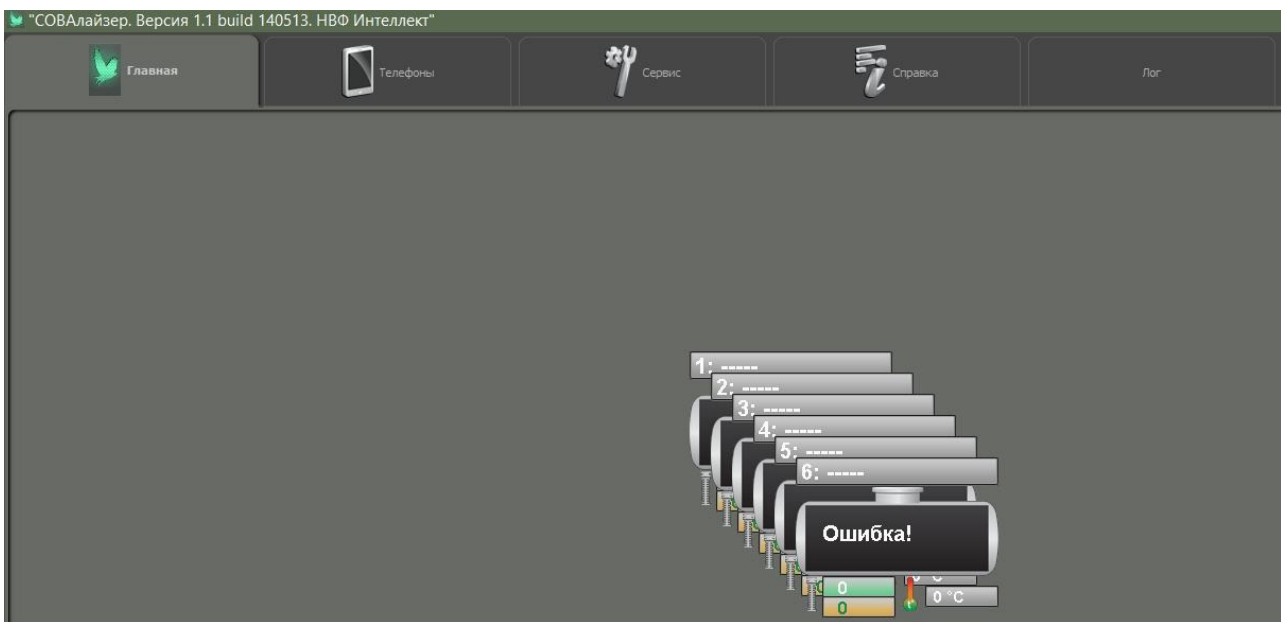 "СОВАлайзер. Версия 1.1 build 140513. НВФ Интеллект"
Главная
Телефоны
Сервис
Справка
Лог
1: -----
2: -----
3: -----
4: -----
5: -----
6: -----
Ошибка!
0
0 °C
0